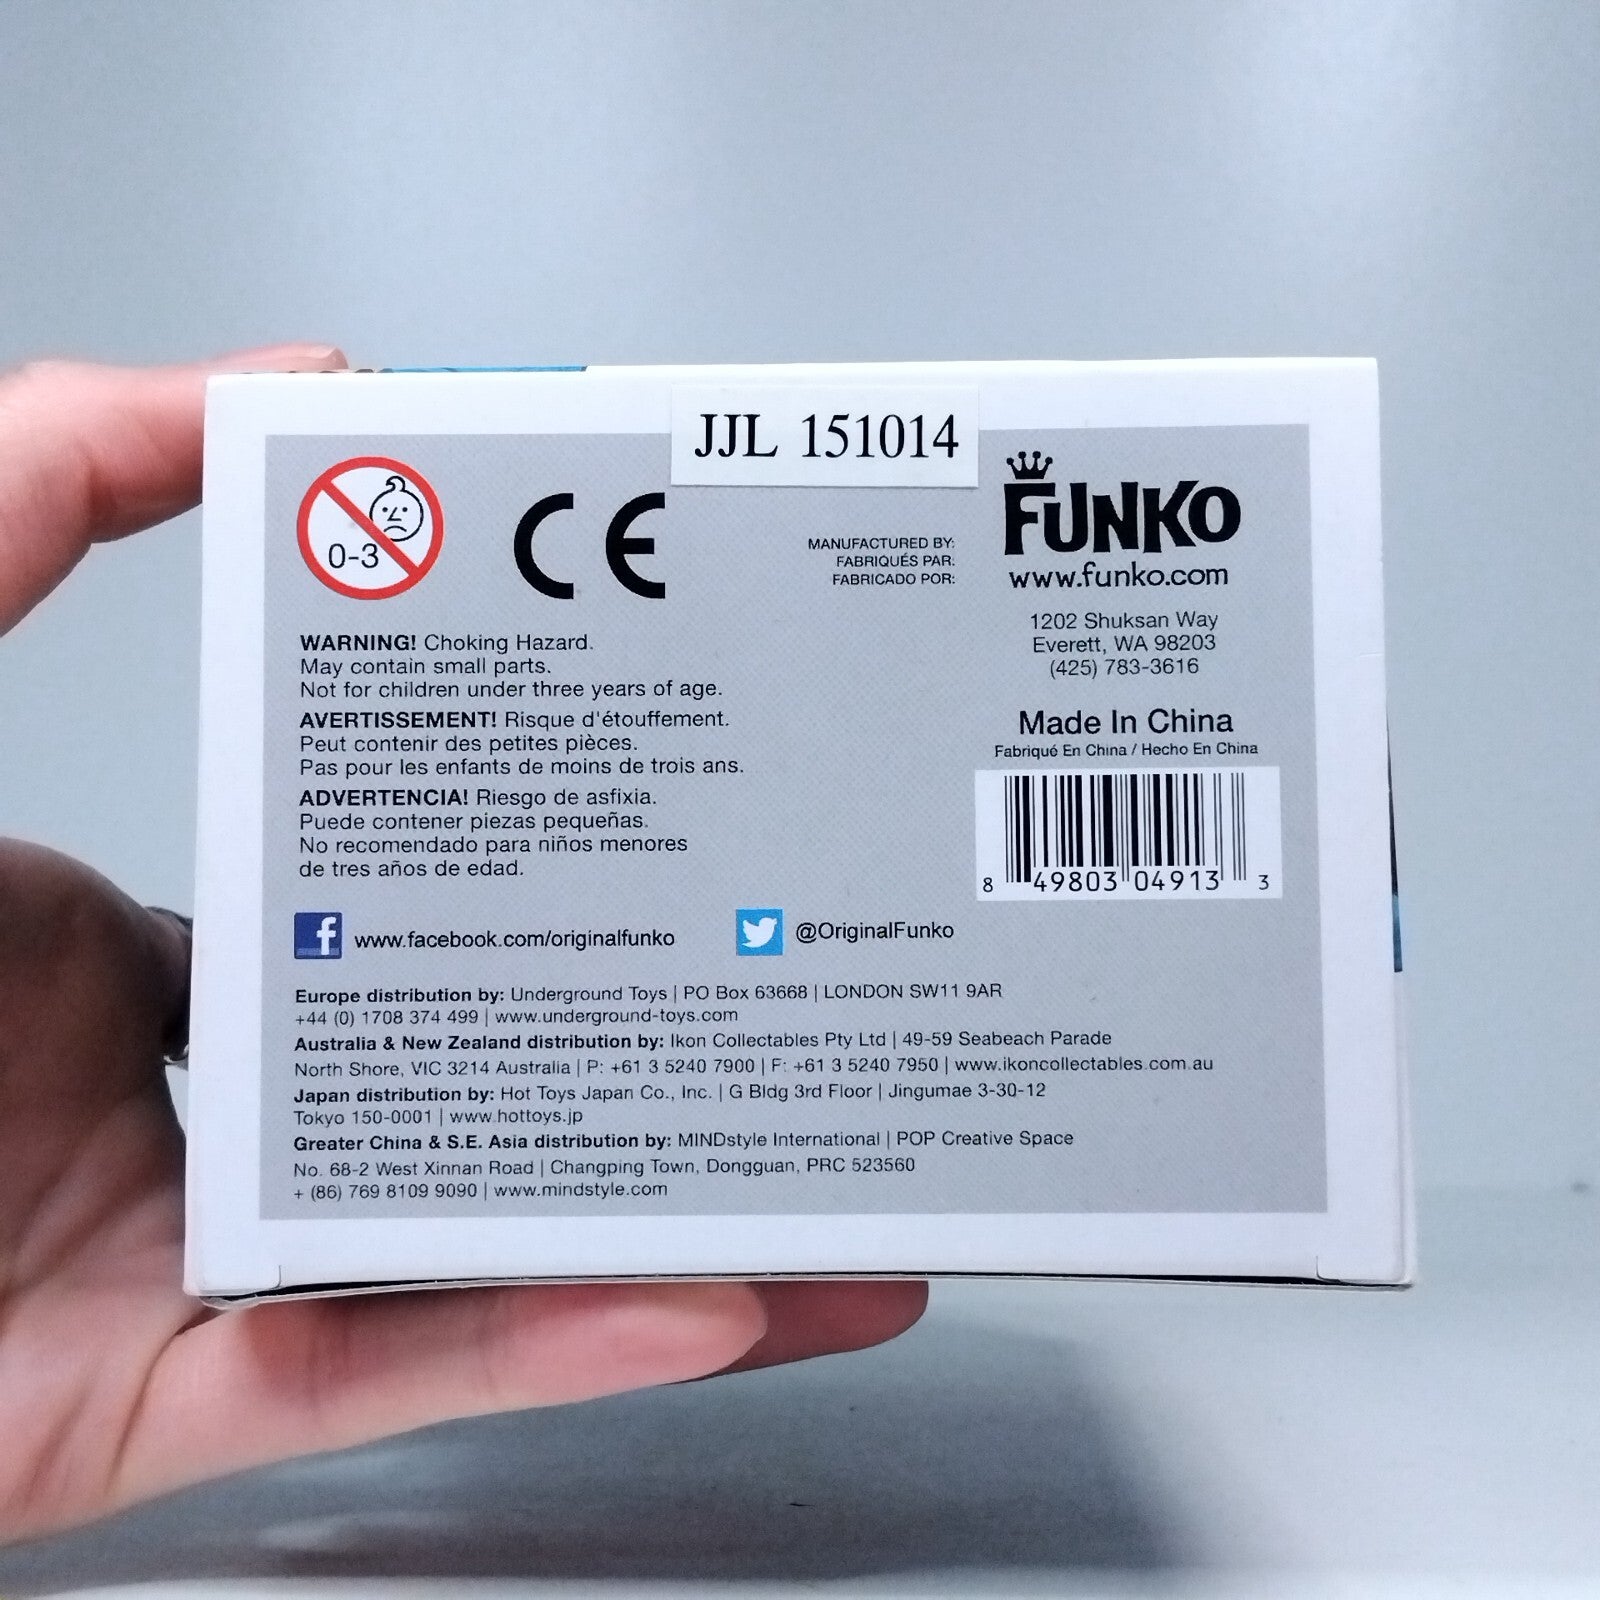 JJL 151014
0-3
CE
MANUFACTURED BY:
FABRIQUÉS PAR:
FABRICADO POR:
FUNKO
www.funko.com
1202 Shuksan Way
Everett, WA 98203
(425) 783-3616
WARNING! Choking Hazard.
May contain small parts.
Not for children under three years of age.
AVERTISSEMENT! Risque d'étouffement.
Peut contenir des petites pièces.
Pas pour les enfants de moins de trois ans.
ADVERTENCIA! Riesgo de asfixia.
Puede contener piezas pequeñas.
No recomendado para niños menores
de tres años de edad.
Made In China
Fabriqué En China / Hecho En China
8 49803 04913 3
f www.facebook.com/originalfunko
@OriginalFunko
Europe distribution by: Underground Toys | PO Box 63668 | LONDON SW11 9AR
+44 (0) 1708 374 499 | www.underground-toys.com
Australia & New Zealand distribution by: Ikon Collectables Pty Ltd | 49-59 Seabeach Parade
North Shore, VIC 3214 Australia | P: +61 3 5240 7900 | F: +61 3 5240 7950 | www.ikoncollectables.com.au
Japan distribution by: Hot Toys Japan Co., Inc. | G Bldg 3rd Floor | Jingumae 3-30-12
Tokyo 150-0001 | www.hottoys.jp
Greater China & S.E. Asia distribution by: MINDstyle International | POP Creative Space
No. 68-2 West Xinnan Road | Changping Town, Dongguan, PRC 523560
+ (86) 769 8109 9090 | www.mindstyle.com